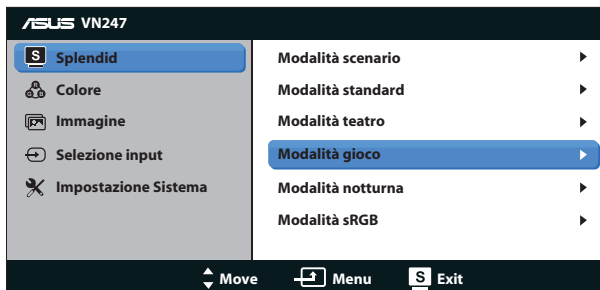 ASUS VN247
S Splendid
Colore
Immagine
Selezione input
Impostazione Sistema
Modalità scenario
Modalità standard
Modalità teatro
Modalità gioco
Modalità notturna
Modalità sRGB
Move Menu S Exit